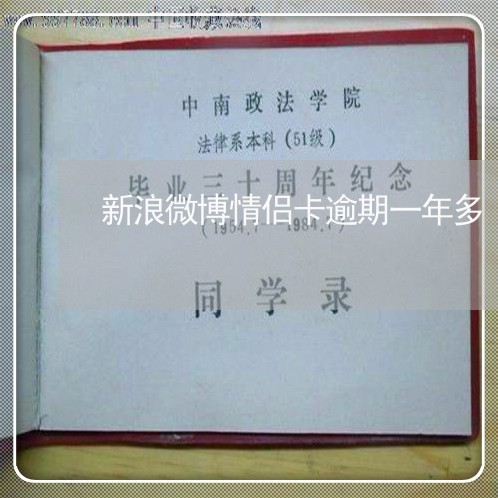 中南政法学院
法律系本科(51级)
毕业三十周年纪念
新浪微博情侣卡逾期一年多
(1954.7—1984.7)
同学录